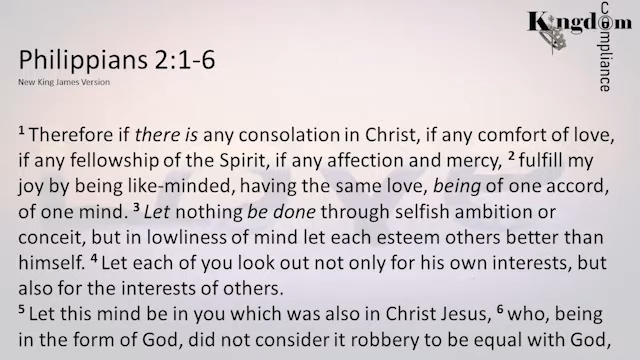 Kingdom
Compliance
Philippians 2:1-6
New King James Version
1 Therefore if there is any consolation in Christ, if any comfort of love,
if any fellowship of the Spirit, if any affection and mercy, 2 fulfill my
joy by being like-minded, having the same love, being of one accord,
of one mind. 3 Let nothing be done through selfish ambition or
conceit, but in lowliness of mind let each esteem others better than
himself. 4 Let each of you look out not only for his own interests, but
also for the interests of others.
5 Let this mind be in you which was also in Christ Jesus, 6 who, being
in the form of God, did not consider it robbery to be equal with God,